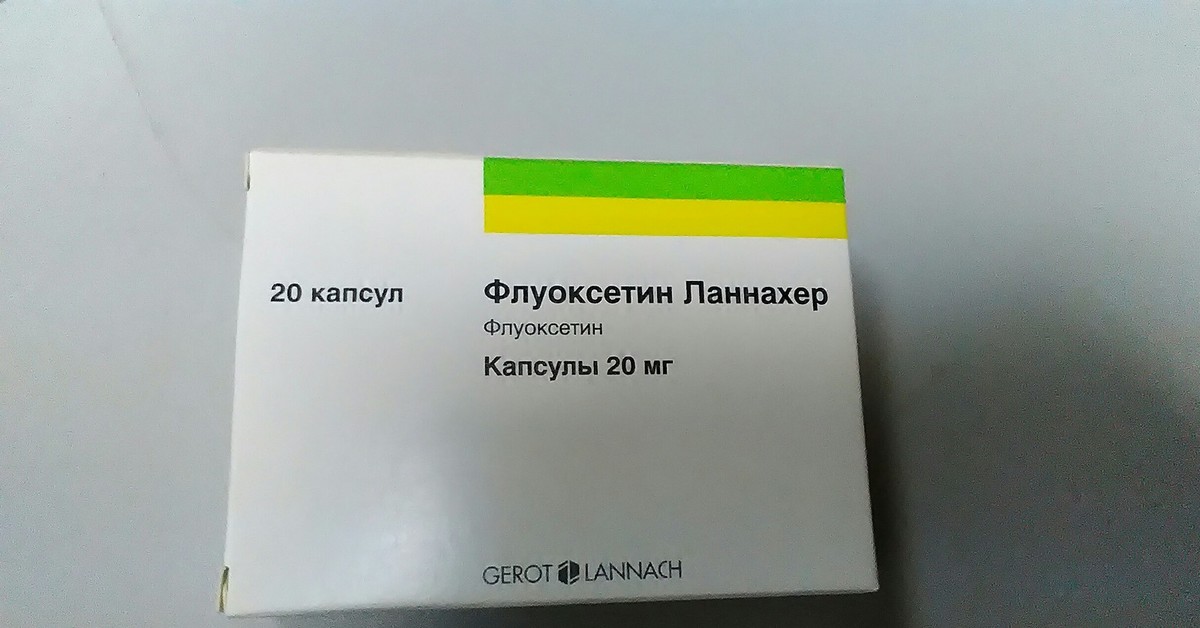 20 капсул
Флуоксетин Ланнахер
Флуоксетин
Капсулы 20 мг
GEROT LANNACH